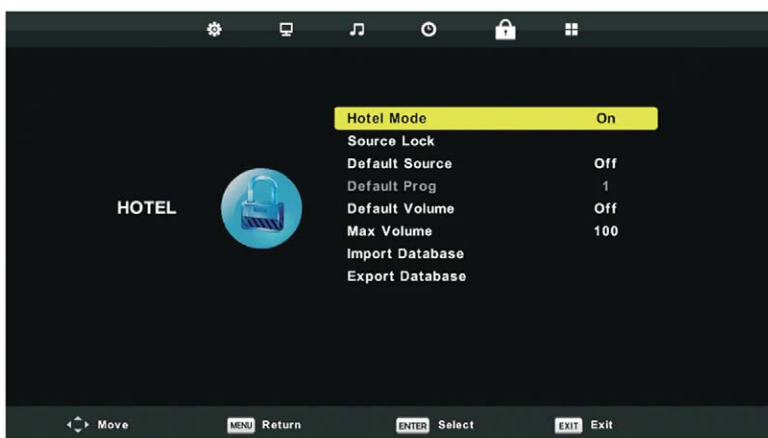 Hotel Mode On
Source Lock
Default Source Off
Default Prog 1
HOTEL
Default Volume Off
Max Volume 100
Import Database
Export Database
Move MENU Return ENTER Select EXIT Exit